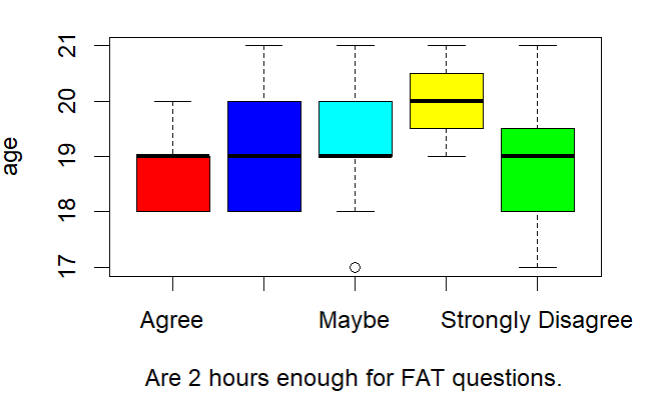 age
21
20
19
18
17
Agree Maybe Strongly Disagree
Are 2 hours enough for FAT questions.